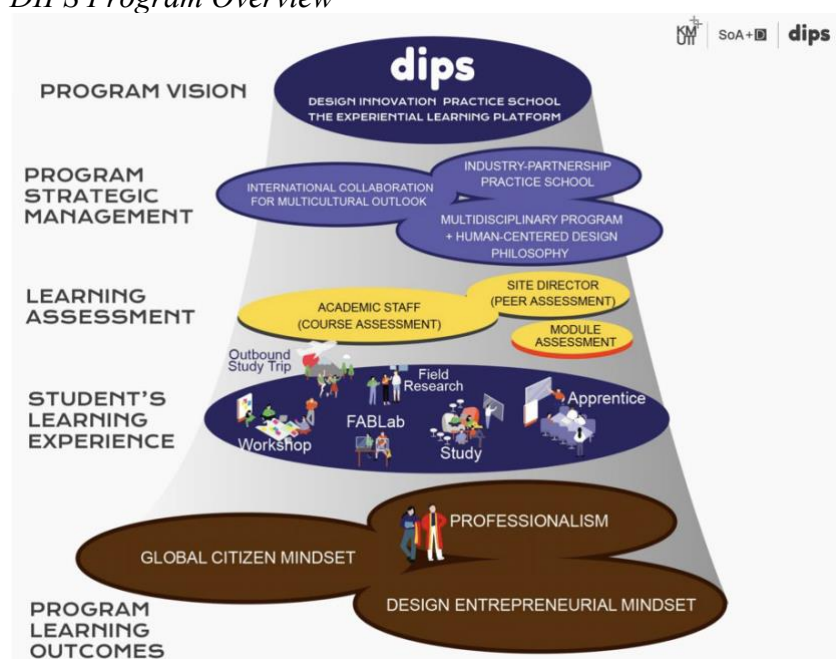 DIPS Program Overview
KMUTT SoA+D dips
PROGRAM VISION
dips
DESIGN INNOVATION PRACTICE SCHOOL
THE EXPERIENTIAL LEARNING PLATFORM
PROGRAM
STRATEGIC
MANAGEMENT
INTERNATIONAL COLLABORATION
FOR MULTICULTURAL OUTLOOK
INDUSTRY-PARTNERSHIP
PRACTICE SCHOOL
MULTIDISCIPLINARY PROGRAM
+ HUMAN-CENTERED DESIGN
PHILOSOPHY
LEARNING
ASSESSMENT
ACADEMIC STAFF
(COURSE ASSESSMENT)
SITE DIRECTOR
(PEER ASSESSMENT)
MODULE
ASSESSMENT
STUDENT'S
LEARNING
EXPERIENCE
Outbound
Study Trip
Field
Research
Workshop
FABLab
Study
Apprentice
GLOBAL CITIZEN MINDSET
PROFESSIONALISM
DESIGN ENTREPRENEURIAL MINDSET
PROGRAM
LEARNING
OUTCOMES